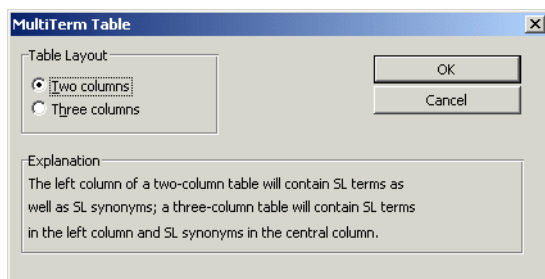 MultiTerm Table
Table Layout
Two columns
Three columns
OK
Cancel
Explanation
The left column of a two-column table will contain SL terms as
well as SL synonyms; a three-column table will contain SL terms
in the left column and SL synonyms in the central column.